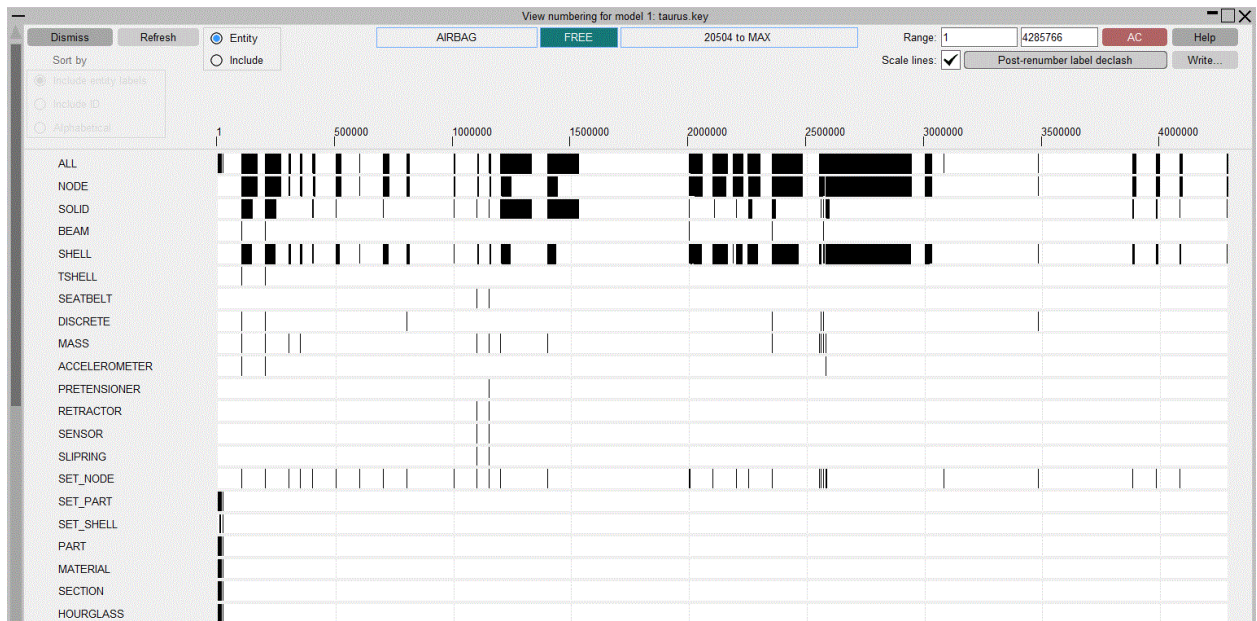 View numbering for model 1: taurus.key
Dismiss Refresh Entity AIRBAG FREE 20504 to MAX Range: 1 4285766 AC Help
Sort by Include Scale lines: Post-renumber label declash Write...
Include entity labels
Include ID
Alphabetical
1 500000 1000000 1500000 2000000 2500000 3000000 3500000 4000000
ALL
NODE
SOLID
BEAM
SHELL
TSHELL
SEATBELT
DISCRETE
MASS
ACCELEROMETER
PRETENSIONER
RETRACTOR
SENSOR
SLIPRING
SET_NODE
SET_PART
SET_SHELL
PART
MATERIAL
SECTION
HOURGLASS